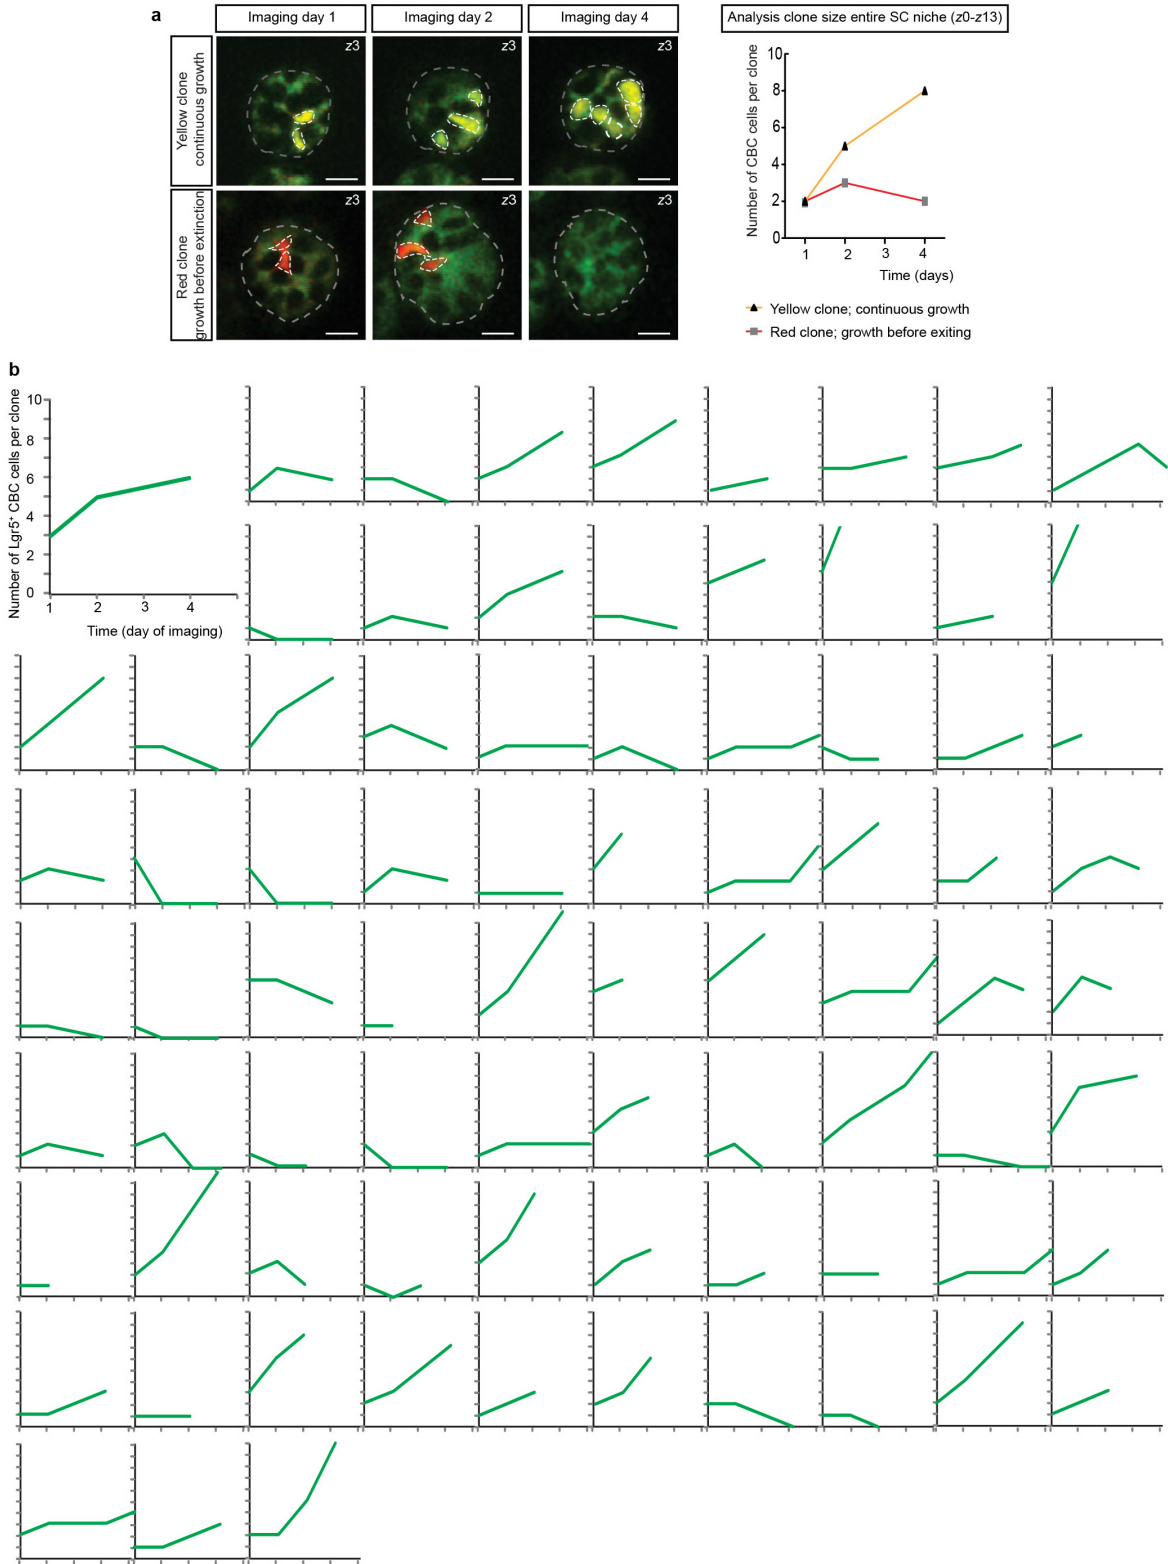 a
Imaging day 1
Imaging day 2
Imaging day 4
Analysis clone size entire SC niche (z0-z13)
Yellow clone
continuous growth
z3
z3
z3
Red clone
growth before extinction
z3
z3
z3
Number of CBC cells per clone
10
8
6
4
2
0
1 2 3 4
Time (days)
Yellow clone; continuous growth
Red clone; growth before exiting
b
Number of Lgr5⁺ CBC cells per clone
10
8
6
4
2
0
1 2 3 4
Time (day of imaging)